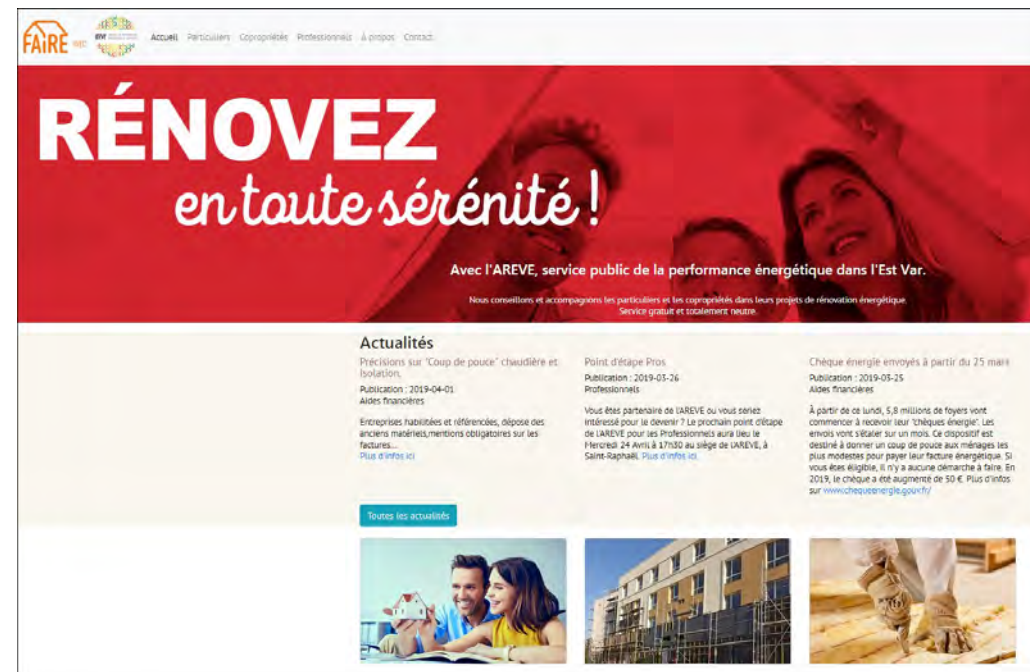 FAiRE avec
Accueil Particuliers Copropriétés Professionnels À propos Contact
RÉNOVEZ
en toute sérénité !
Avec l'AREVE, service public de la performance énergétique dans l'Est Var.
Nous conseillons et accompagnons les particuliers et les copropriétés dans leurs projets de rénovation énergétique.
Service gratuit et totalement neutre.
Actualités
Précisions sur "Coup de pouce" chaudière et
Isolation,
Publication : 2019-04-01
Aides financières
Entreprises habilitées et référencées, dépose des
anciens matériels,mentions obligatoires sur les
factures...
Plus d'infos ici
Point d'étape Pros
Publication : 2019-03-26
Professionnels
Vous êtes partenaire de l'AREVE ou vous seriez
intéressé pour le devenir ? Le prochain point d'étape
de l'AREVE pour les Professionnels aura lieu le
Mercredi 24 Avril à 17h30 au siège de l'AREVE, à
Saint-Raphaël. Plus d'infos ici
Chèque énergie envoyés à partir du 25 mars
Publication : 2019-03-25
Aides financières
À partir de ce lundi, 5,8 millions de foyers vont
commencer à recevoir leur "chèques énergie". Les
envois vont s'étaler sur un mois. Ce dispositif est
destiné à donner un coup de pouce aux ménages les
plus modestes pour payer leur facture énergétique. Si
vous êtes éligible, il n'y a aucune démarche à faire. En
2019, le chèque a été augmenté de 50 €. Plus d'infos
sur www.chequeenergie.gouv.fr/
Toutes les actualités